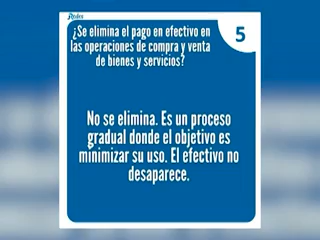 ¿Se elimina el pago en efectivo en
las operaciones de compra y venta
de bienes y servicios?
5
No se elimina. Es un proceso
gradual donde el objetivo es
minimizar su uso. El efectivo no
desaparece.